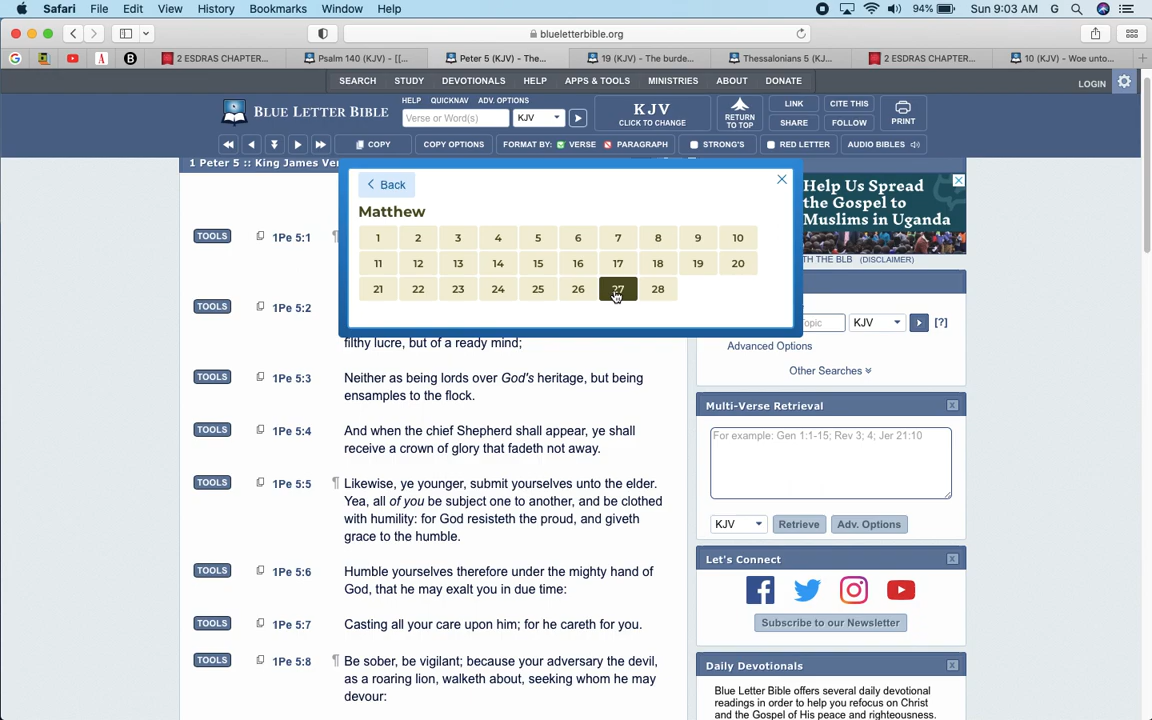 Safari File Edit View History Bookmarks Window Help 94% Sun 9:03 AM G
blueletterbible.org
2 ESDRAS CHAPTER... Psalm 140 (KJV) - [[... Peter 5 (KJV) - The... 19 (KJV) - The burde... Thessalonians 5 (KJ... 2 ESDRAS CHAPTER... 10 (KJV) - Woe unto...
SEARCH STUDY DEVOTIONALS HELP APPS & TOOLS MINISTRIES ABOUT DONATE LOGIN
BLUE LETTER BIBLE
HELP QUICKNAV ADV. OPTIONS
Verse or Word(s) KJV
KJV
CLICK TO CHANGE
RETURN
TO TOP
LINK CITE THIS
SHARE FOLLOW
PRINT
COPY COPY OPTIONS FORMAT BY: VERSE PARAGRAPH STRONG'S RED LETTER AUDIO BIBLES
1 Peter 5 :: King James Ver
Back
Matthew
1 2 3 4 5 6 7 8 9 10
11 12 13 14 15 16 17 18 19 20
21 22 23 24 25 26 27 28
TOOLS 1Pe 5:1 ¶
TOOLS 1Pe 5:2
filthy lucre, but of a ready mind;
TOOLS 1Pe 5:3 Neither as being lords over God's heritage, but being
ensamples to the flock.
TOOLS 1Pe 5:4 And when the chief Shepherd shall appear, ye shall
receive a crown of glory that fadeth not away.
TOOLS 1Pe 5:5 ¶ Likewise, ye younger, submit yourselves unto the elder.
Yea, all of you be subject one to another, and be clothed
with humility: for God resisteth the proud, and giveth
grace to the humble.
TOOLS 1Pe 5:6 Humble yourselves therefore under the mighty hand of
God, that he may exalt you in due time:
TOOLS 1Pe 5:7 Casting all your care upon him; for he careth for you.
TOOLS 1Pe 5:8 ¶ Be sober, be vigilant; because your adversary the devil,
as a roaring lion, walketh about, seeking whom he may
devour:
Help Us Spread
the Gospel to
Muslims in Uganda
TH THE BLB (DISCLAIMER)
Topic KJV [?]
Advanced Options
Other Searches
Multi-Verse Retrieval
For example: Gen 1:1-15; Rev 3; 4; Jer 21:10
KJV Retrieve Adv. Options
Let's Connect
Subscribe to our Newsletter
Daily Devotionals
Blue Letter Bible offers several daily devotional
readings in order to help you refocus on Christ
and the Gospel of His peace and righteousness.